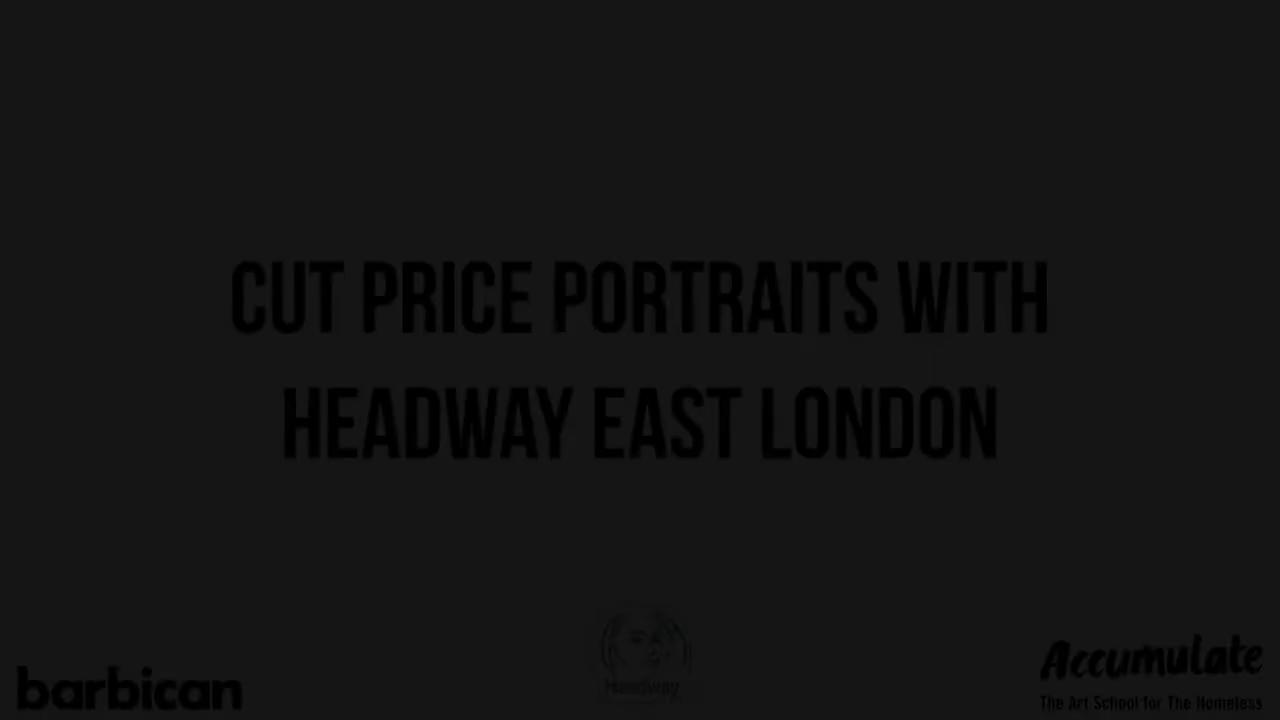 CUT PRICE PORTRAITS WITH
HEADWAY EAST LONDON
barbican
Headway
Accumulate
The Art School for The Homeless